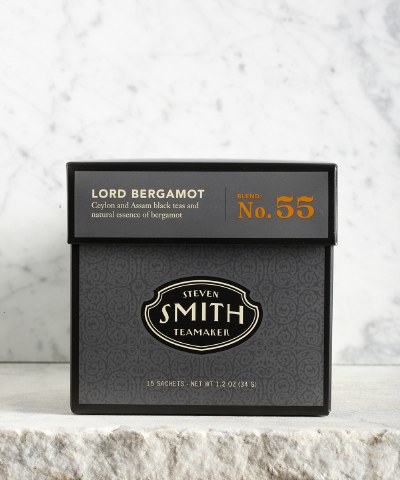 LORD BERGAMOT
Ceylon and Assam black teas and
natural essence of bergamot
BLEND
No. 55
STEVEN
SMITH
TEAMAKER
15 SACHETS - NET WT 1.2 OZ (34 G)